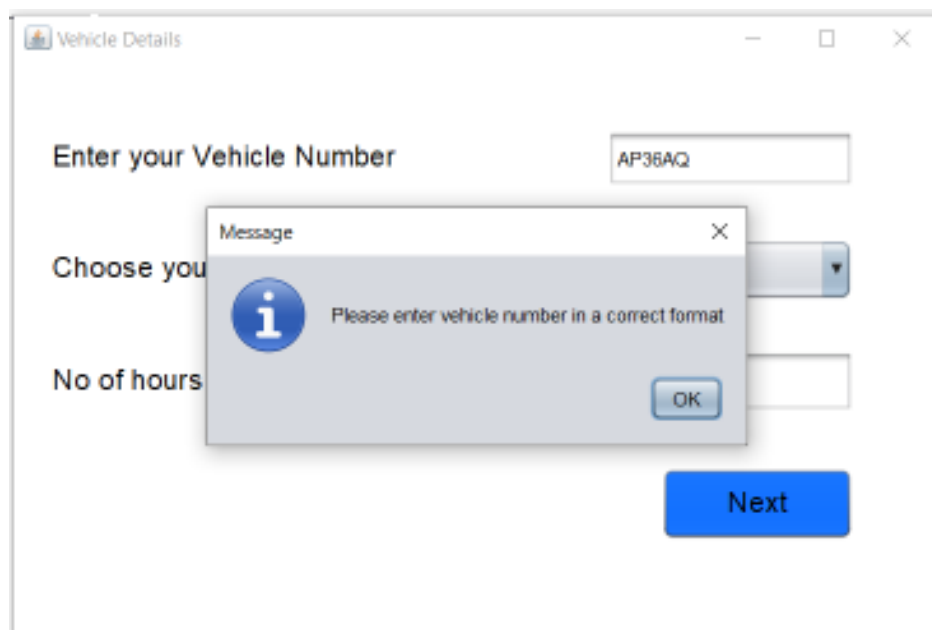 Vehicle Details
Enter your Vehicle Number
AP36AQ
Message
Choose you
Please enter vehicle number in a correct format
No of hours
OK
Next